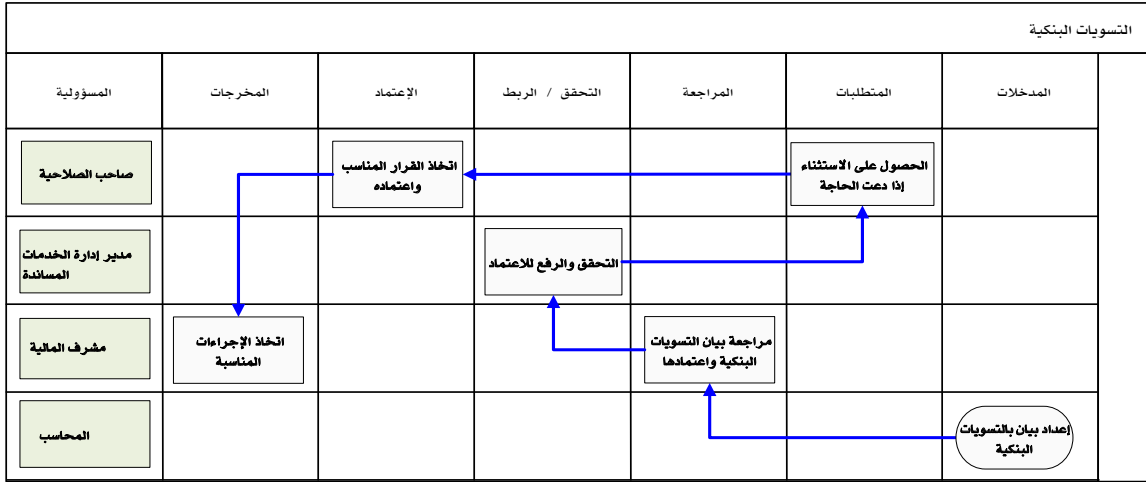 التسويات البنكية
المدخلات
المتطلبات
المراجعة
التحقق / الربط
الإعتماد
المخرجات
المسؤولية
الحصول على الاستثناء
إذا دعت الحاجة
اتخاذ القرار المناسب
واعتماده
صاحب الصلاحية
التحقق والرفع للاعتماد
مدير إدارة الخدمات
المساندة
مراجعة بيان التسويات
البنكية واعتمادها
اتخاذ الإجراءات
المناسبة
مشرف المالية
إعداد بيان بالتسويات
البنكية
المحاسب